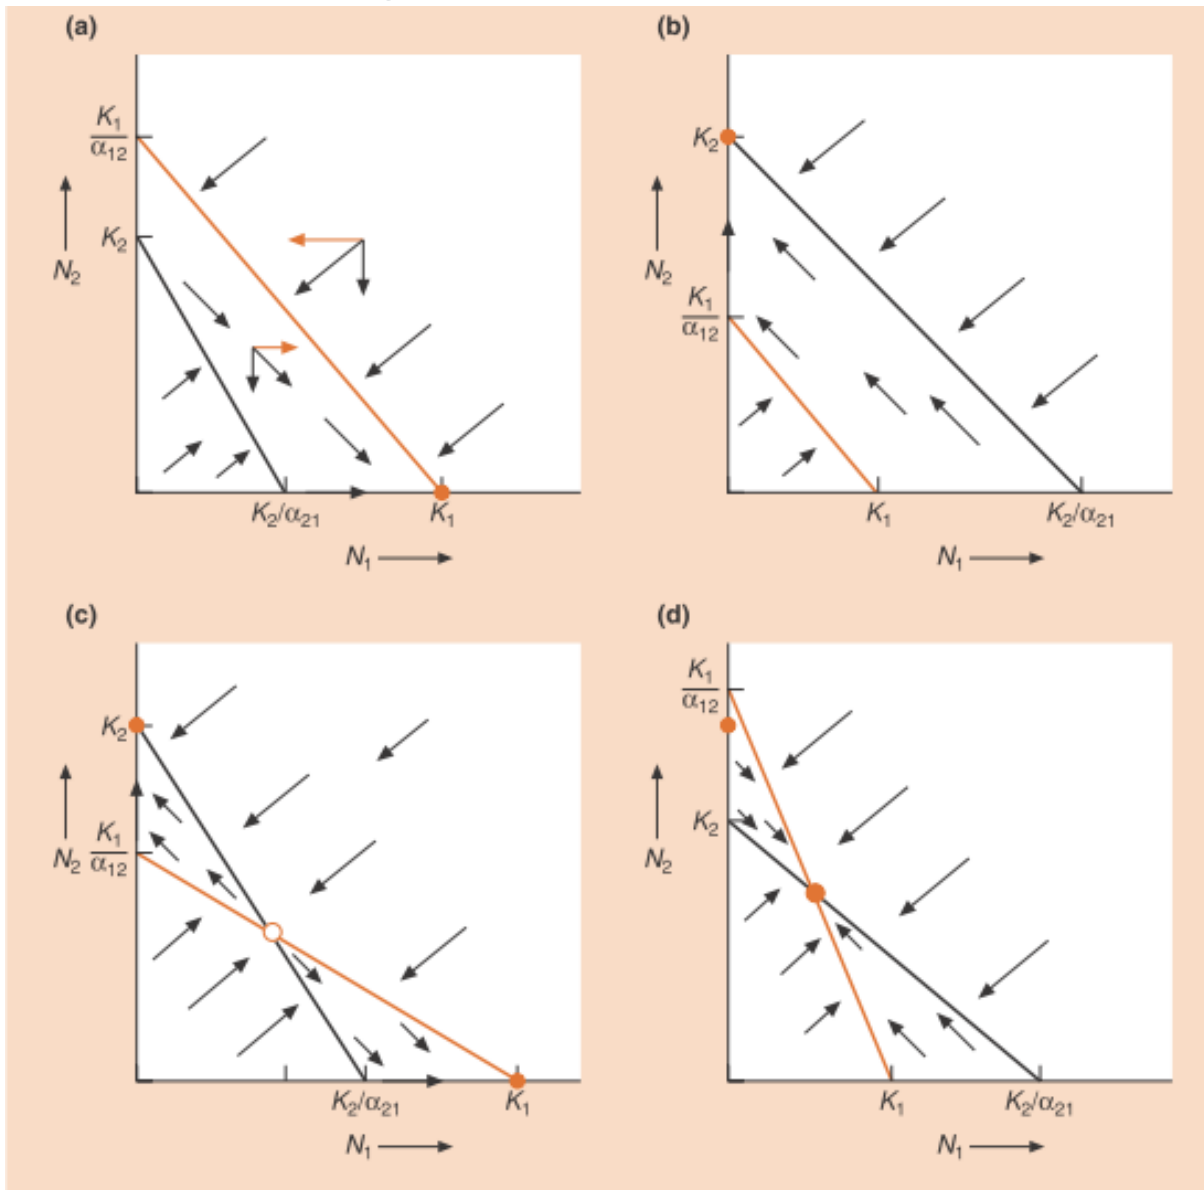 (a)
K₁
α₁₂
K₂
N₂
K₂/α₂₁
K₁
N₁
(b)
K₂
N₂
K₁
α₁₂
K₁
K₂/α₂₁
N₁
(c)
K₂
K₁
α₁₂
N₂
K₂/α₂₁
K₁
N₁
(d)
K₁
α₁₂
K₂
N₂
K₁
K₂/α₂₁
N₁